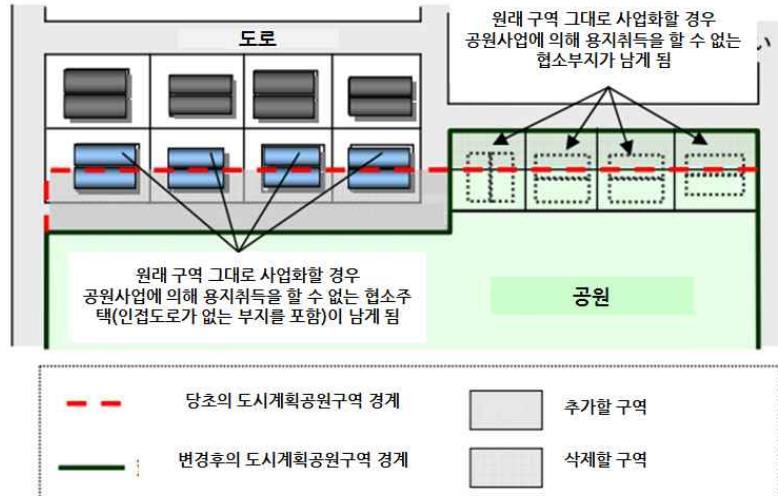 원래 구역 그대로 사업화할 경우
공원사업에 의해 용지취득을 할 수 없는
협소부지가 남게 됨
い
도로
원래 구역 그대로 사업화할 경우
공원사업에 의해 용지취득을 할 수 없는 협소주
택(인접도로가 없는 부지를 포함)이 남게 됨
공원
당초의 도시계획공원구역 경계
추가할 구역
변경후의 도시계획공원구역 경계
삭제할 구역